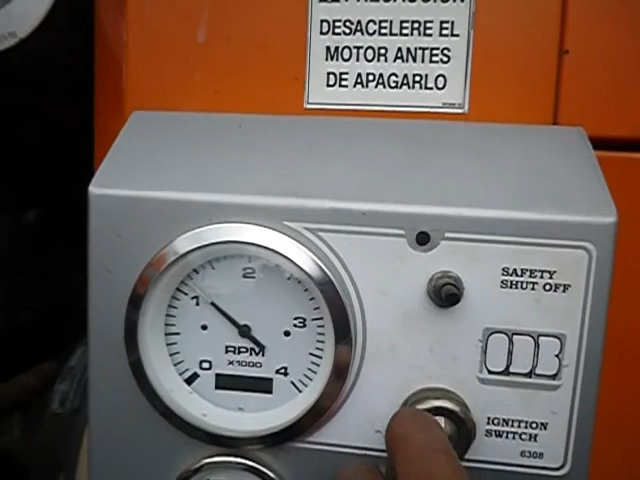 PRECAUCION
DESACELERE EL
MOTOR ANTES
DE APAGARLO
SAFETY
SHUT OFF
ODB
IGNITION
SWITCH
6308
0
1
2
3
4
RPM
X1000